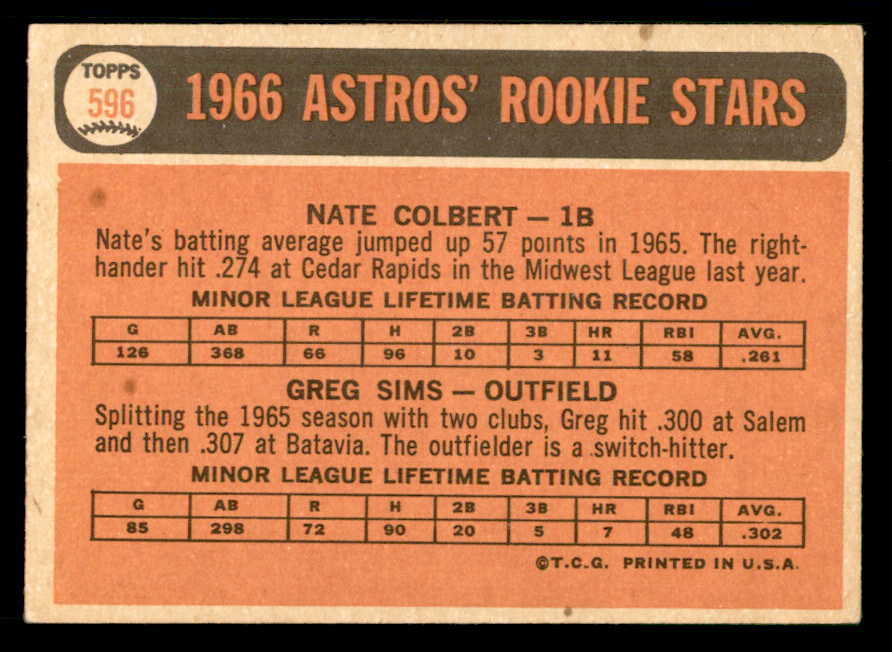 TOPPS
596
1966 ASTROS' ROOKIE STARS
NATE COLBERT — 1B
Nate's batting average jumped up 57 points in 1965. The right-
hander hit .274 at Cedar Rapids in the Midwest League last year.
MINOR LEAGUE LIFETIME BATTING RECORD
G AB R H 2B 3B HR RBI AVG.
126 368 66 96 10 3 11 58 .261
GREG SIMS — OUTFIELD
Splitting the 1965 season with two clubs, Greg hit .300 at Salem
and then .307 at Batavia. The outfielder is a switch-hitter.
MINOR LEAGUE LIFETIME BATTING RECORD
G AB R H 2B 3B HR RBI AVG.
85 298 72 90 20 5 7 48 .302
©T.C.G. PRINTED IN U.S.A.